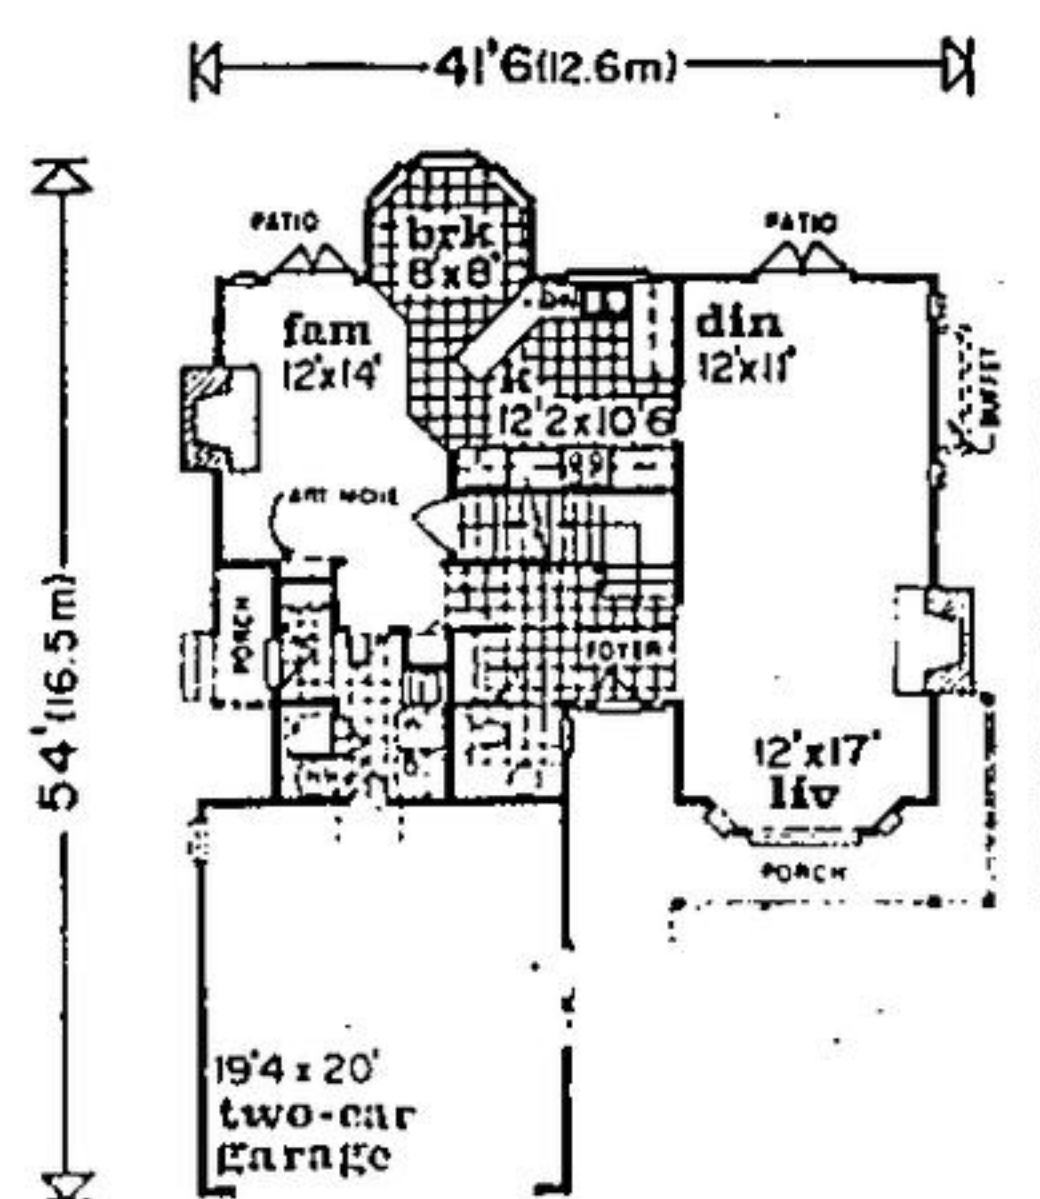 41'6(12.6m)
PATIO
brk
8'x8'
PATIO
fam
12'x14'
din
12'x11'
k
12'2x10'6
BUFFET
54'(16.5m)
PORCH
FOYER
12'x17'
liv
PORCH
19'4 x 20'
two-car
garage